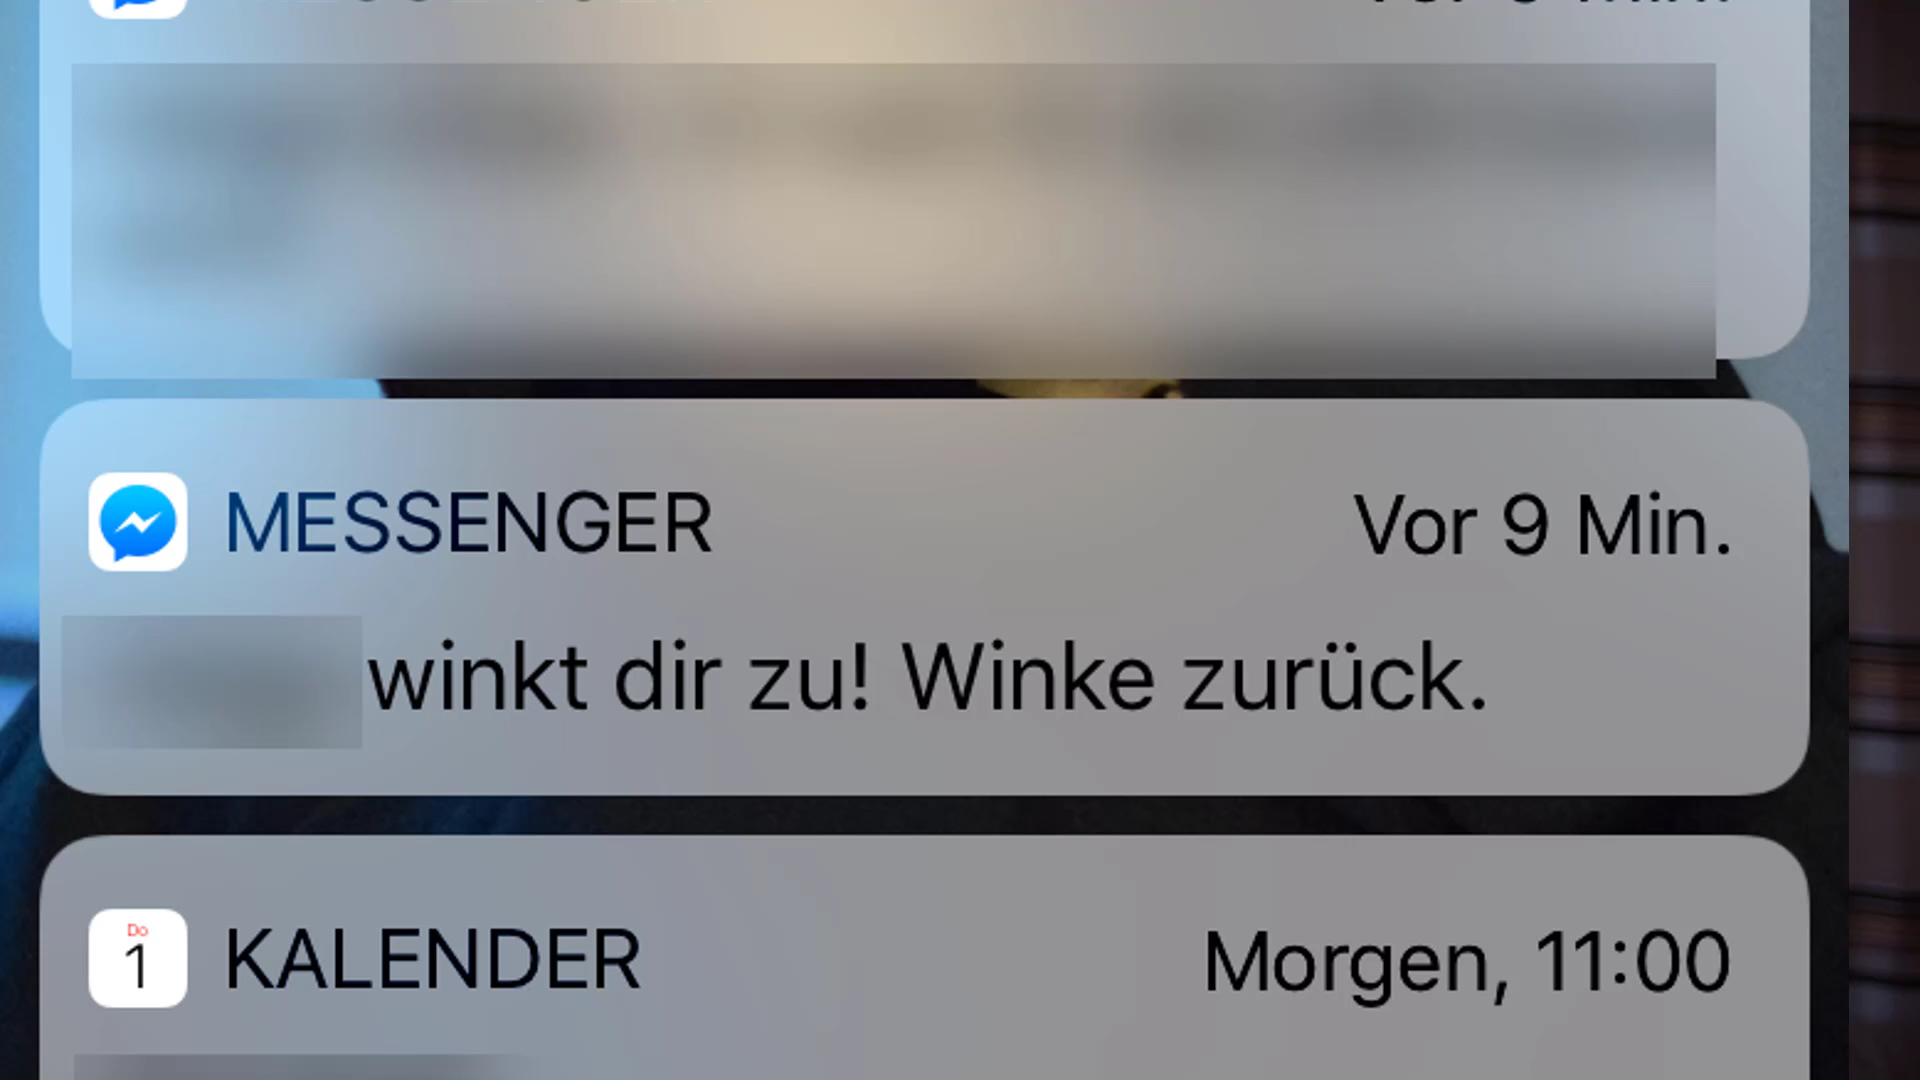 MESSENGER
Vor 9 Min.
winkt dir zu! Winke zurück.
Do
1
KALENDER
Morgen, 11:00